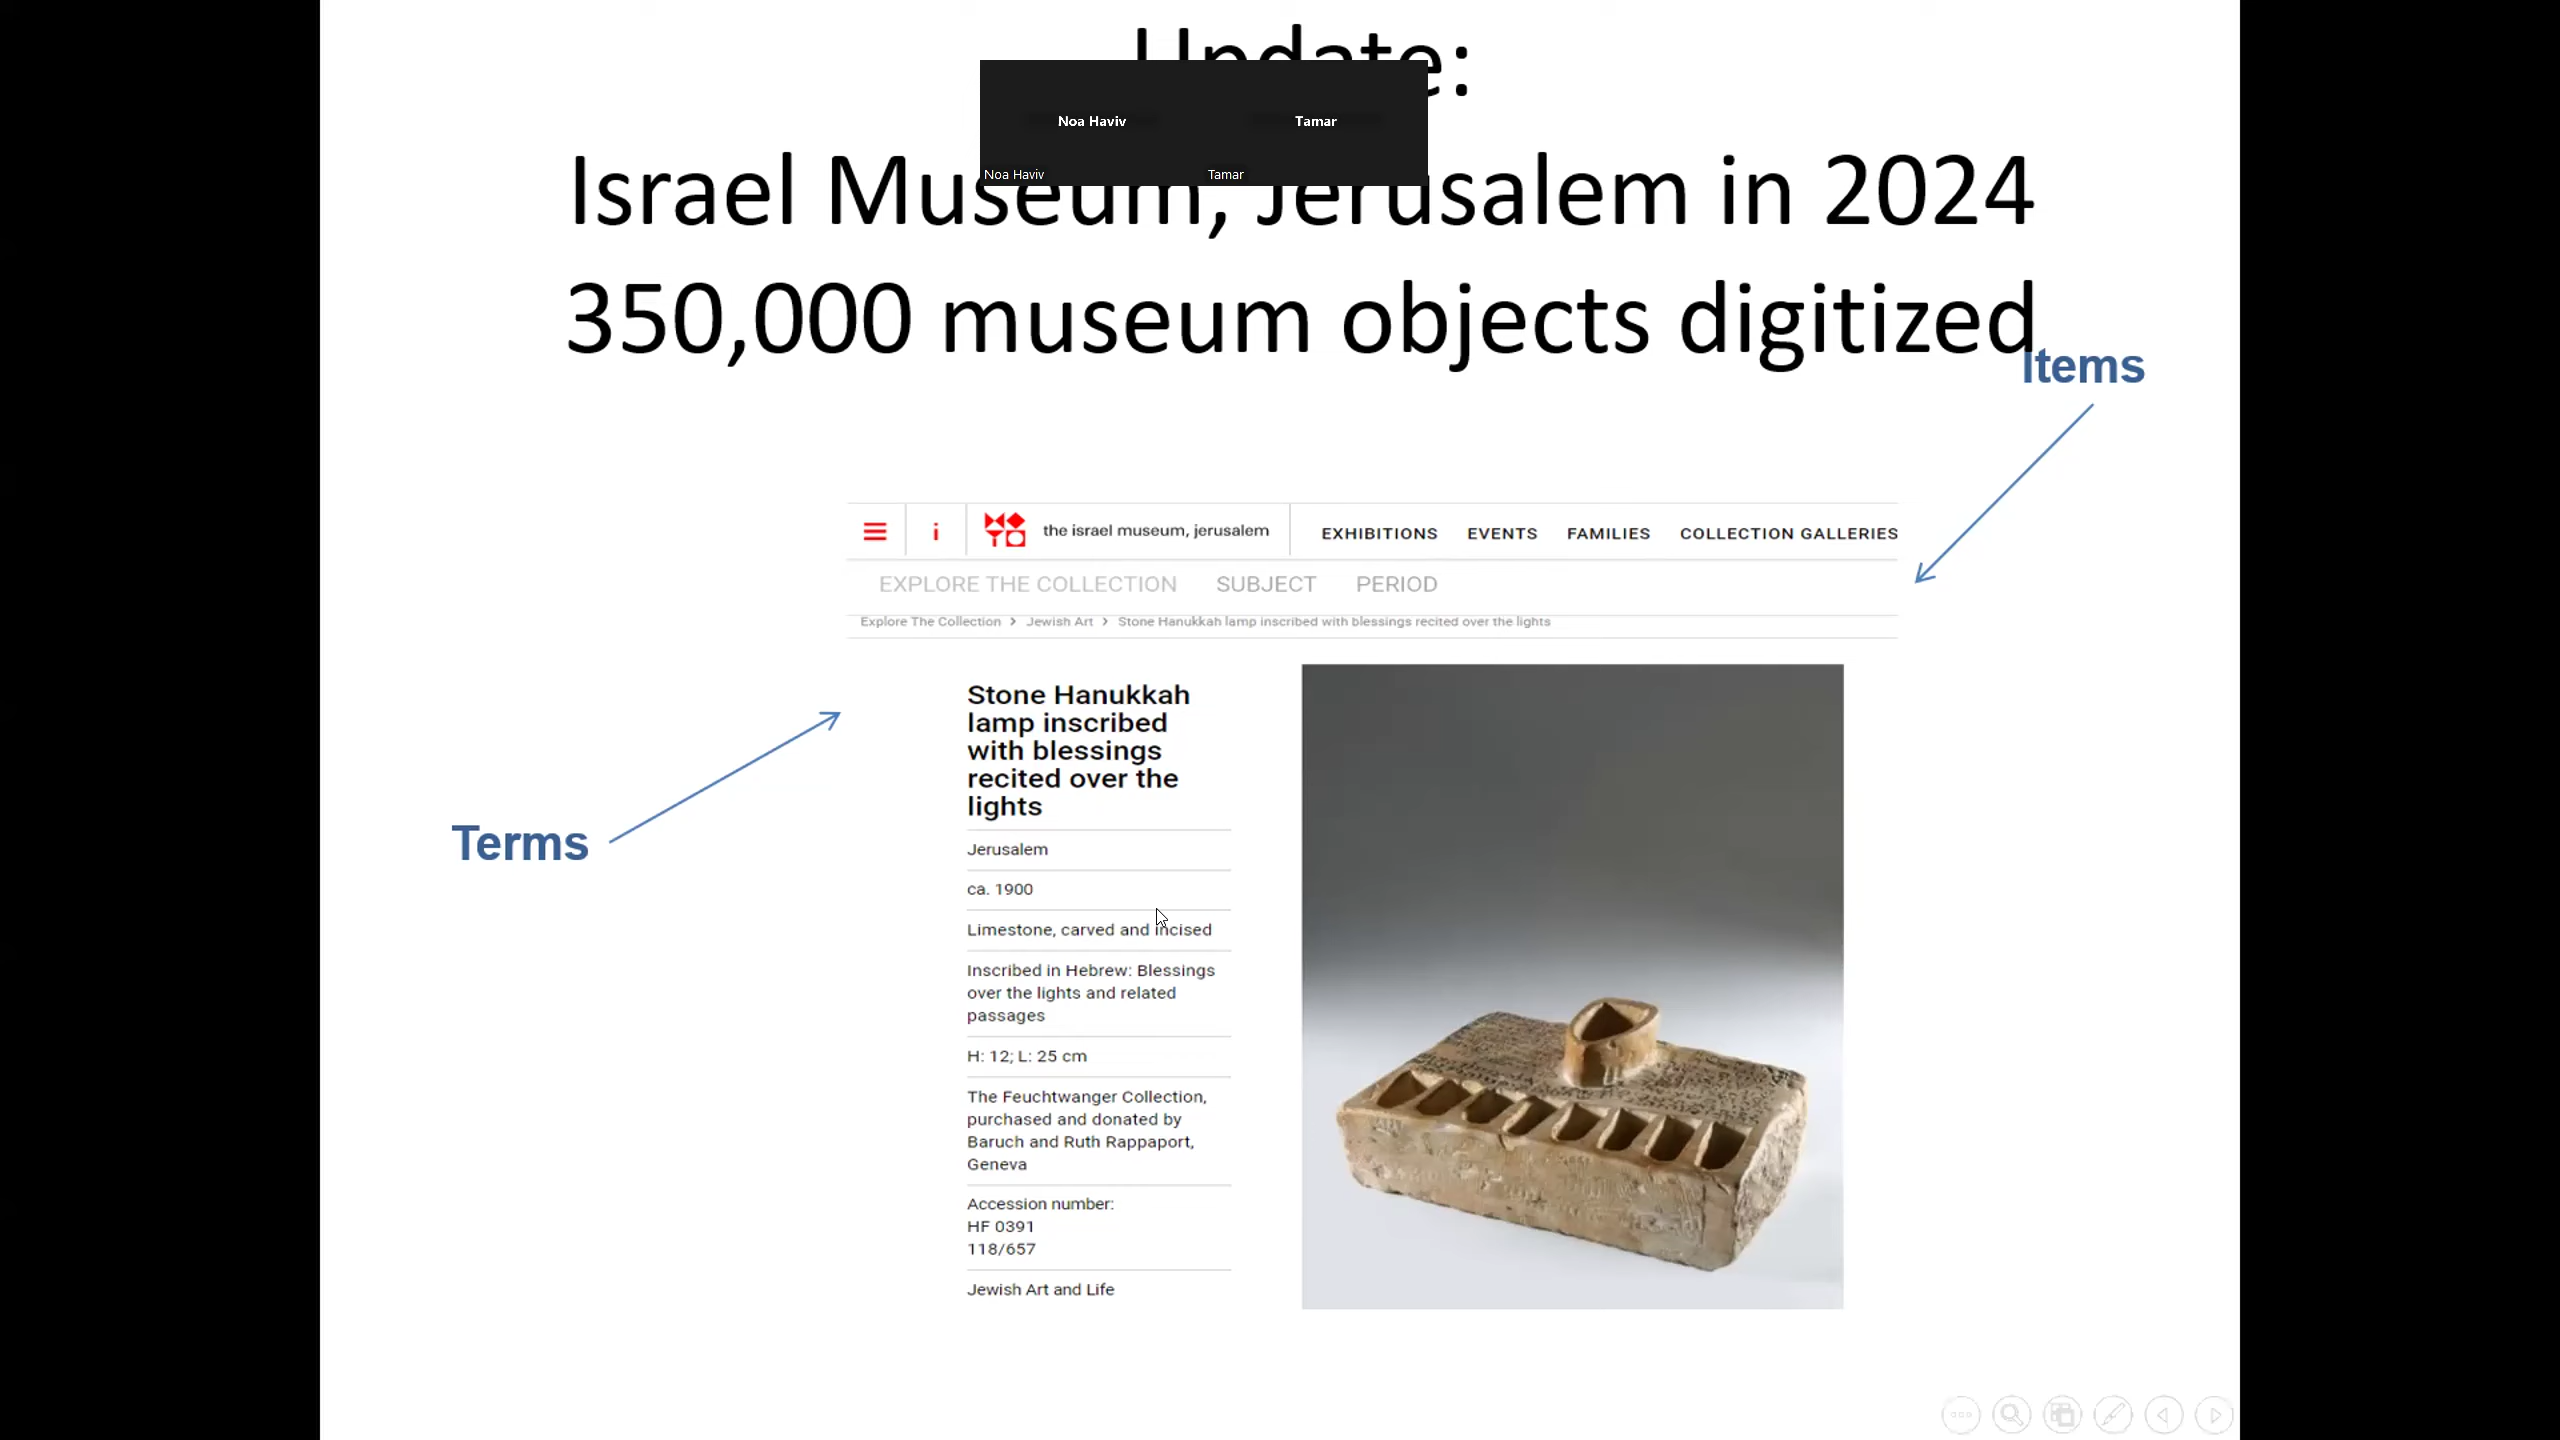 Update:
Noa Haviv
Tamar
Noa Haviv
Tamar
Israel Museum, Jerusalem in 2024
350,000 museum objects digitized
Items
the israel museum, jerusalem
EXHIBITIONS EVENTS FAMILIES COLLECTION GALLERIES
EXPLORE THE COLLECTION SUBJECT PERIOD
Explore The Collection > Jewish Art > Stone Hanukkah lamp inscribed with blessings recited over the lights
Stone Hanukkah
lamp inscribed
with blessings
recited over the
lights
Terms
Jerusalem
ca. 1900
Limestone, carved and incised
Inscribed in Hebrew: Blessings
over the lights and related
passages
H: 12; L: 25 cm
The Feuchtwanger Collection,
purchased and donated by
Baruch and Ruth Rappaport,
Geneva
Accession number:
HF 0391
118/657
Jewish Art and Life